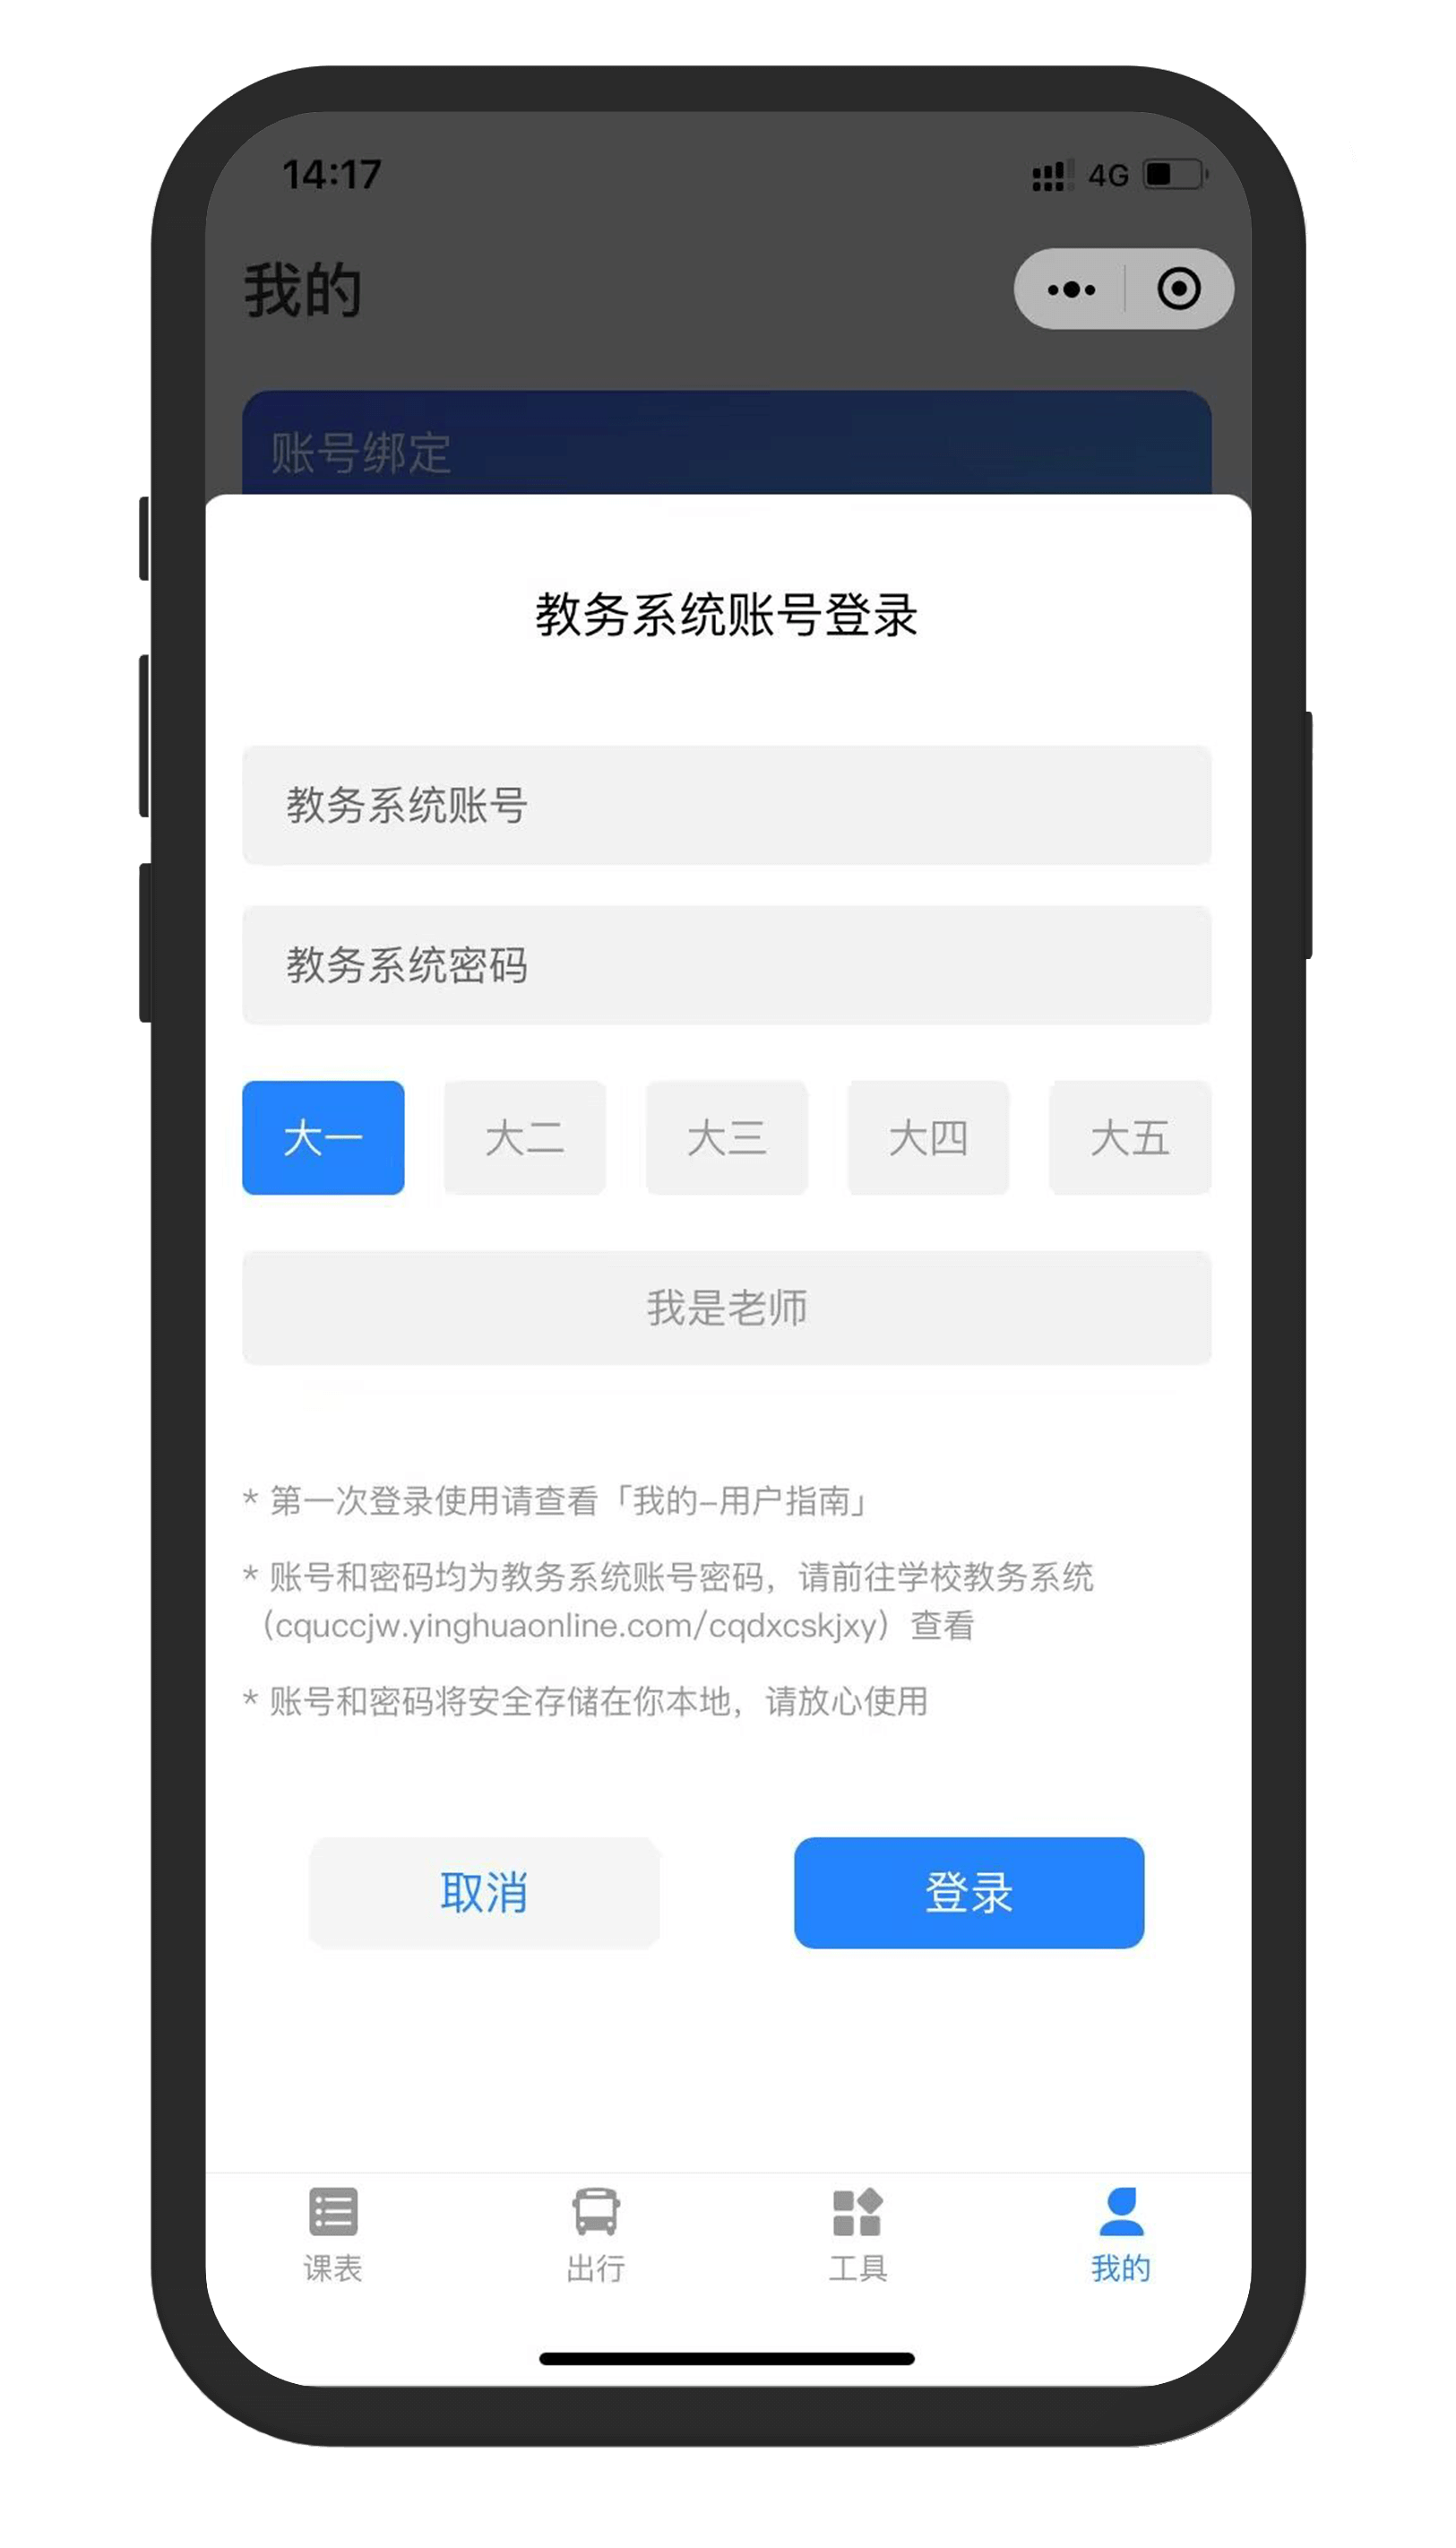 14:17
4G
我的
账号绑定
教务系统账号登录
教务系统账号
教务系统密码
大一
大二
大三
大四
大五
我是老师
* 第一次登录使用请查看「我的-用户指南」
* 账号和密码均为教务系统账号密码，请前往学校教务系统
（cquccjw.yinghuaonline.com/cqdxcskjxy）查看
* 账号和密码将安全存储在你本地，请放心使用
取消
登录
课表
出行
工具
我的